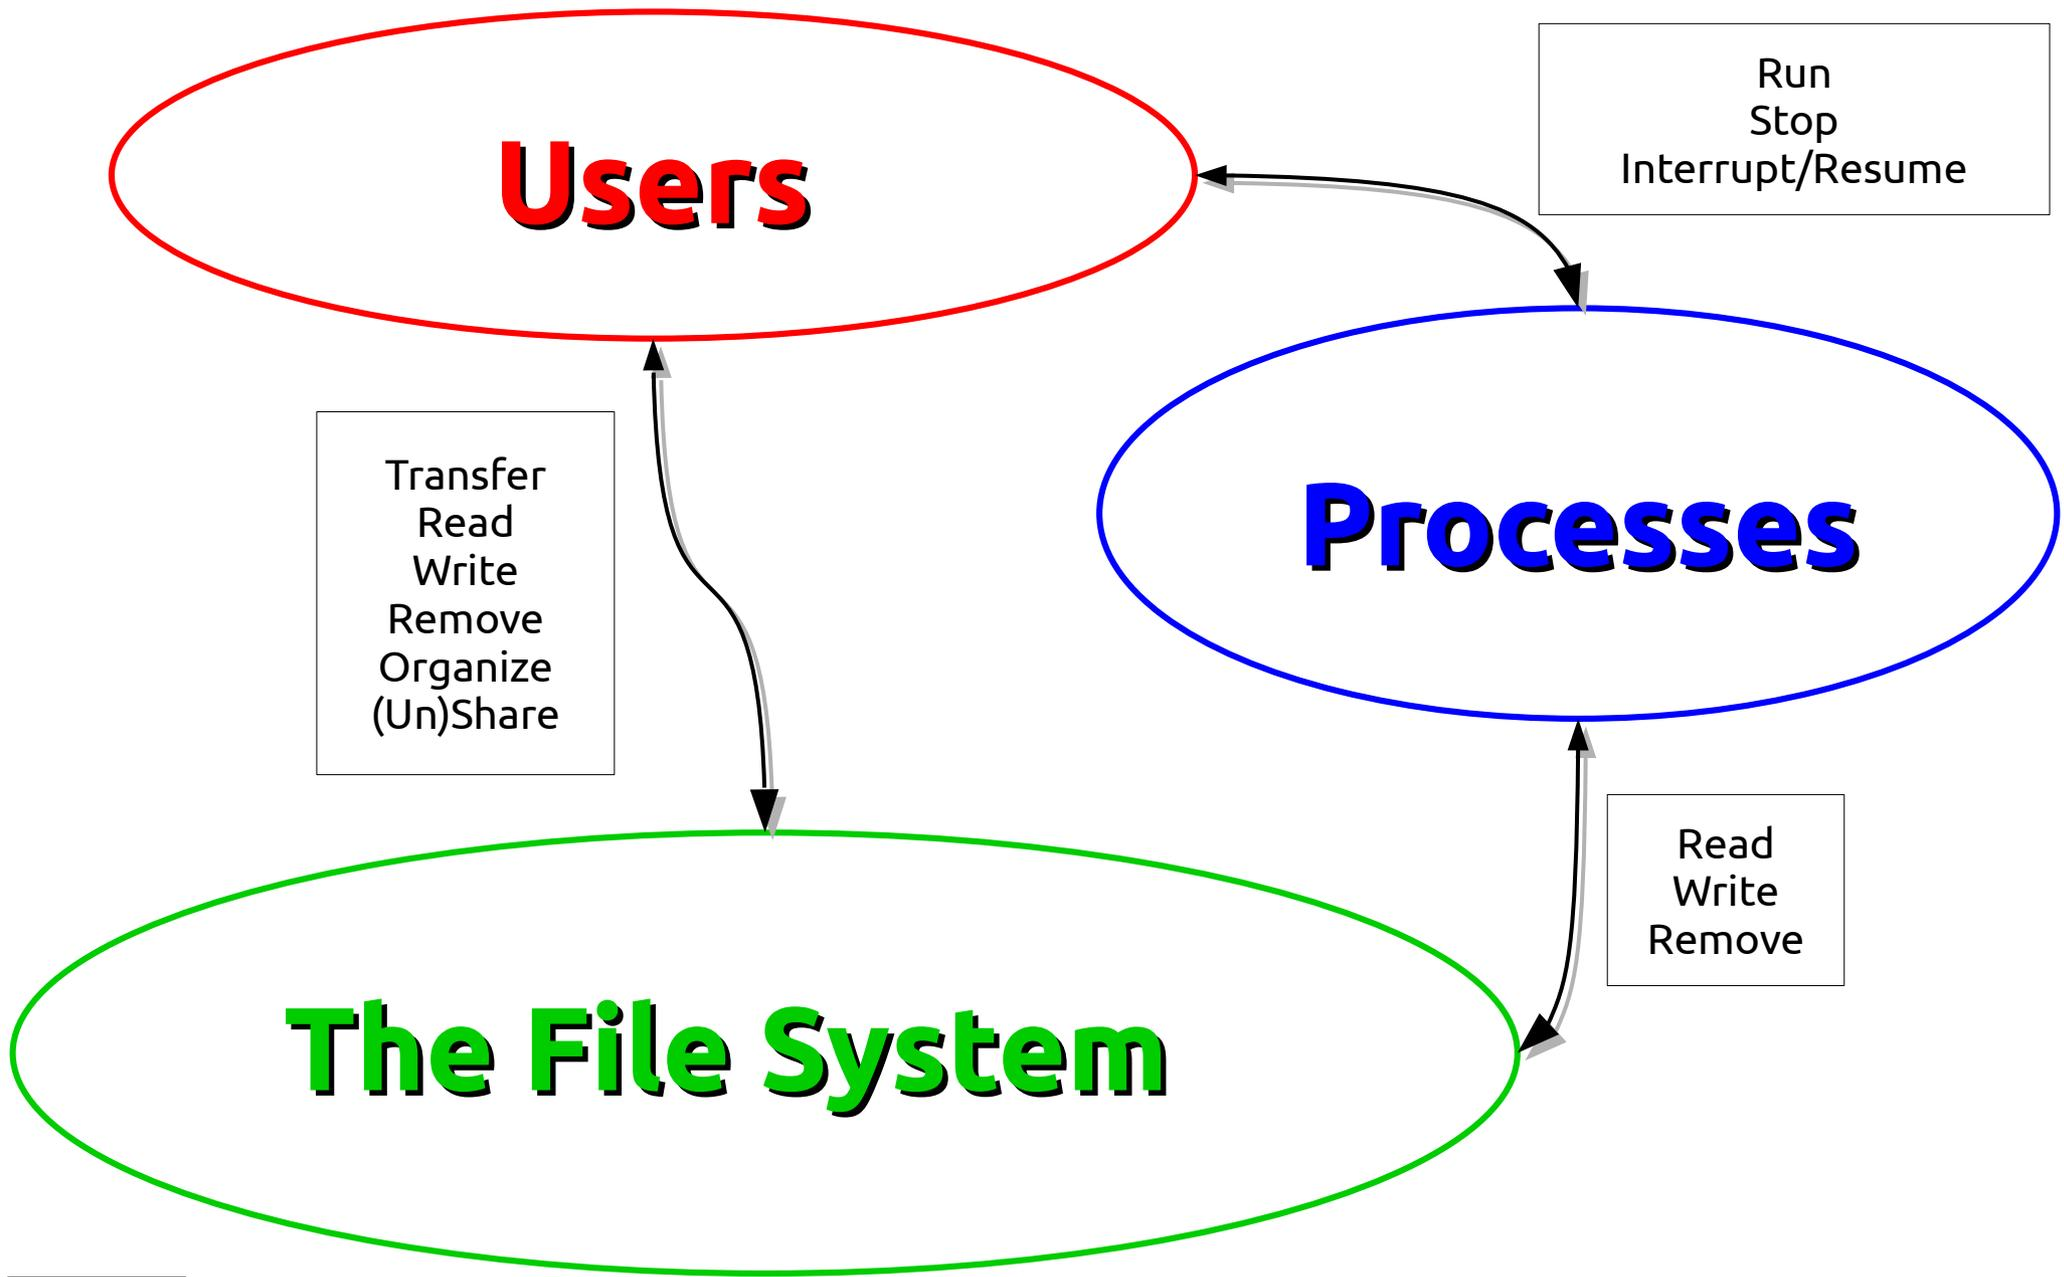 Users
Run
Stop
Interrupt/Resume
Transfer
Read
Write
Remove
Organize
(Un)Share
Processes
Read
Write
Remove
The File System